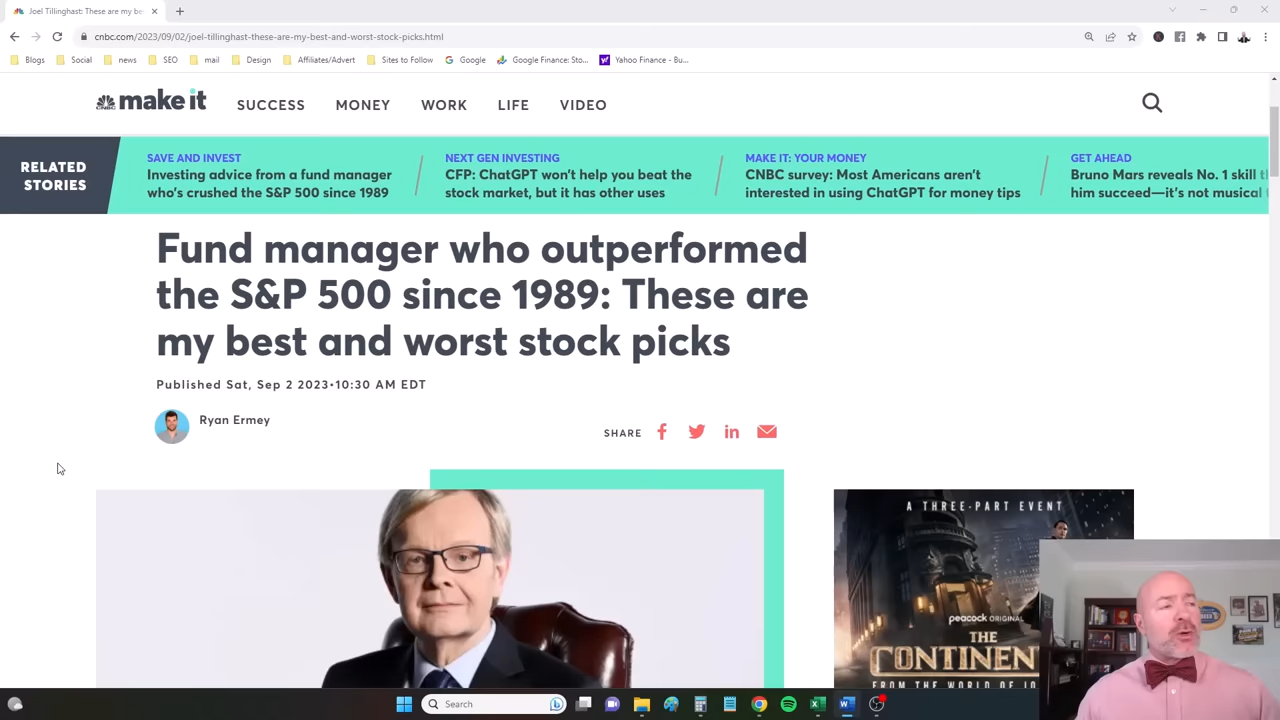 Joel Tillinghast: These are my be
cnbc.com/2023/09/02/joel-tillinghast-these-are-my-best-and-worst-stock-picks.html
Blogs Social news SEO mail Design Affiliates/Advert Sites to Follow Google Google Finance: Sto... Yahoo Finance - Bu...
make it SUCCESS MONEY WORK LIFE VIDEO
RELATED
STORIES
SAVE AND INVEST
Investing advice from a fund manager
who's crushed the S&P 500 since 1989
NEXT GEN INVESTING
CFP: ChatGPT won't help you beat the
stock market, but it has other uses
MAKE IT: YOUR MONEY
CNBC survey: Most Americans aren't
interested in using ChatGPT for money tips
GET AHEAD
Bruno Mars reveals No. 1 skill t
him succeed—it's not musical
Fund manager who outperformed
the S&P 500 since 1989: These are
my best and worst stock picks
Published Sat, Sep 2 2023•10:30 AM EDT
Ryan Ermey
SHARE
A THREE-PART EVENT
peacock ORIGINAL
THE
CONTINEN
FROM THE WORLD OF JO
Search